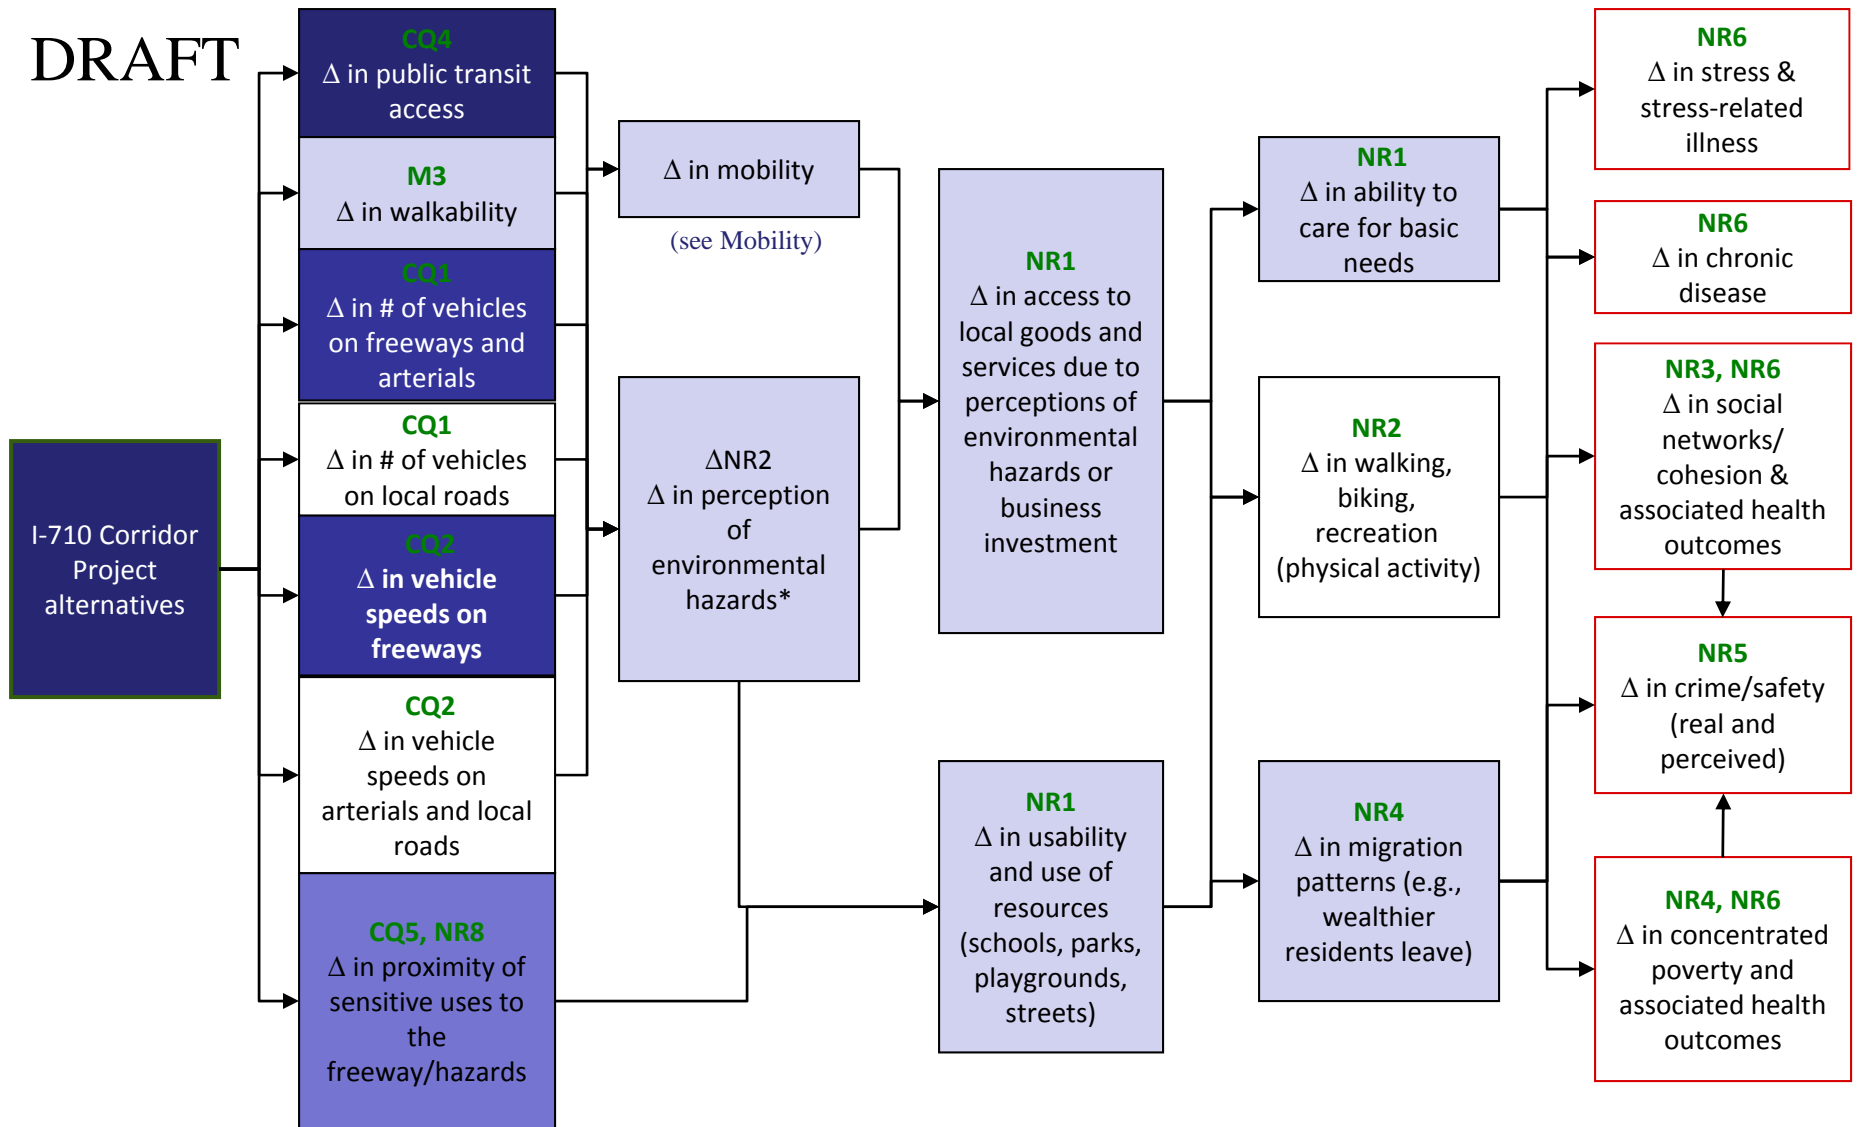 DRAFT
I-710 Corridor
Project
alternatives
CQ4
Δ in public transit
access
M3
Δ in walkability
CQ1
Δ in # of vehicles
on freeways and
arterials
CQ1
Δ in # of vehicles
on local roads
CQ2
Δ in vehicle
speeds on
freeways
CQ2
Δ in vehicle
speeds on
arterials and local
roads
CQ5, NR8
Δ in proximity of
sensitive uses to
the
freeway/hazards
Δ in mobility
(see Mobility)
ΔNR2
Δ in perception
of
environmental
hazards*
NR1
Δ in access to
local goods and
services due to
perceptions of
environmental
hazards or
business
investment
NR1
Δ in usability
and use of
resources
(schools, parks,
playgrounds,
streets)
NR1
Δ in ability to
care for basic
needs
NR2
Δ in walking,
biking,
recreation
(physical activity)
NR4
Δ in migration
patterns (e.g.,
wealthier
residents leave)
NR6
Δ in stress &
stress-related
illness
NR6
Δ in chronic
disease
NR3, NR6
Δ in social
networks/
cohesion &
associated health
outcomes
NR5
Δ in crime/safety
(real and
perceived)
NR4, NR6
Δ in concentrated
poverty and
associated health
outcomes